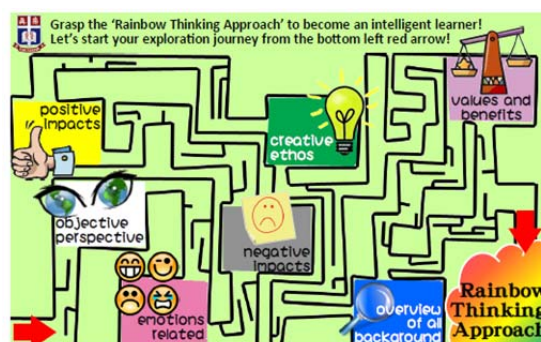 Grasp the 'Rainbow Thinking Approach' to become an intelligent learner!
Let's start your exploration journey from the bottom left red arrow!
positive
impacts
creative
ethos
values and
benefits
objective
perspective
negative
impacts
emotions
related
overview
of all
background
Rainbow
Thinking
Approach